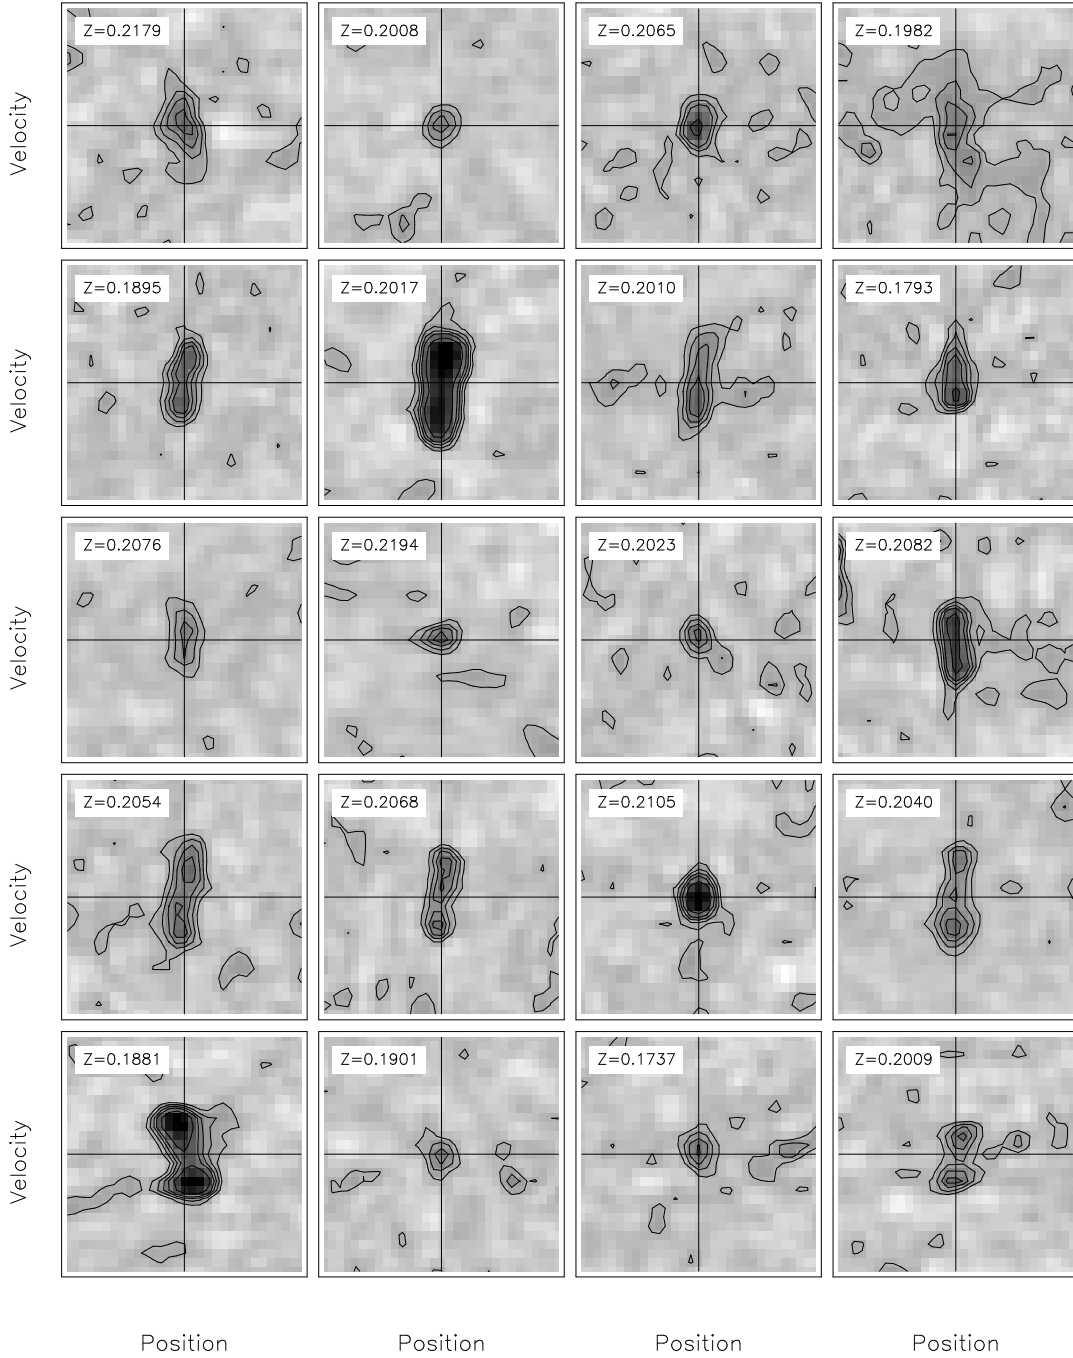 Z=0.2179 Z=0.2008 Z=0.2065 Z=0.1982
Velocity
Z=0.1895 Z=0.2017 Z=0.2010 Z=0.1793
Velocity
Z=0.2076 Z=0.2194 Z=0.2023 Z=0.2082
Velocity
Z=0.2054 Z=0.2068 Z=0.2105 Z=0.2040
Velocity
Z=0.1881 Z=0.1901 Z=0.1737 Z=0.2009
Velocity
Position Position Position Position